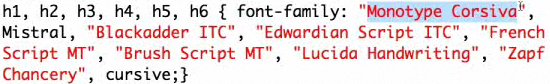 h1, h2, h3, h4, h5, h6 { font-family: "Monotype Corsiva",
Mistral, "Blackadder ITC", "Edwardian Script ITC", "French
Script MT", "Brush Script MT", "Lucida Handwriting", "Zapf
Chancery", cursive;}